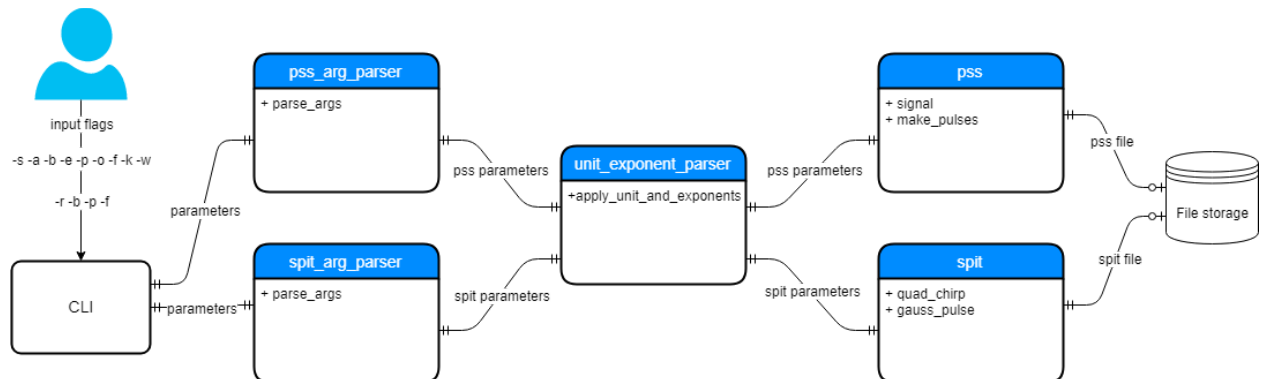 input flags
-s -a -b -e -p -o -f -k -w
-r -b -p -f
CLI
parameters
parameters
pss_arg_parser
+ parse_args
spit_arg_parser
+ parse_args
pss parameters
spit parameters
unit_exponent_parser
+apply_unit_and_exponents
pss parameters
spit parameters
pss
+ signal
+ make_pulses
spit
+ quad_chirp
+ gauss_pulse
pss file
spit file
File storage